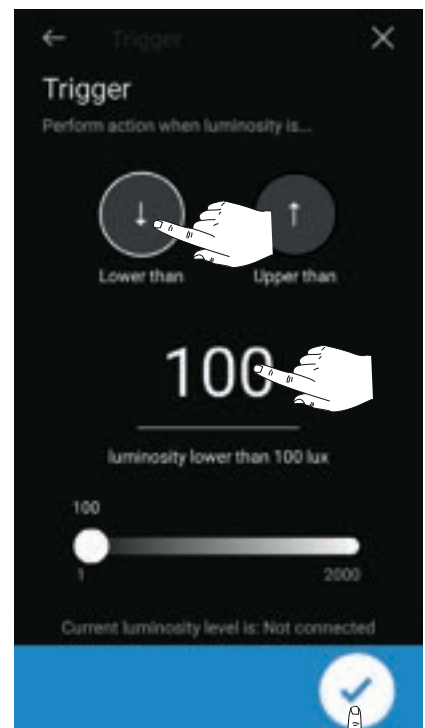 Trigger
Trigger
Perform action when luminosity is...
Lower than Upper than
100
luminosity lower than 100 lux
100
1 2000
Current luminosity level is: Not connected